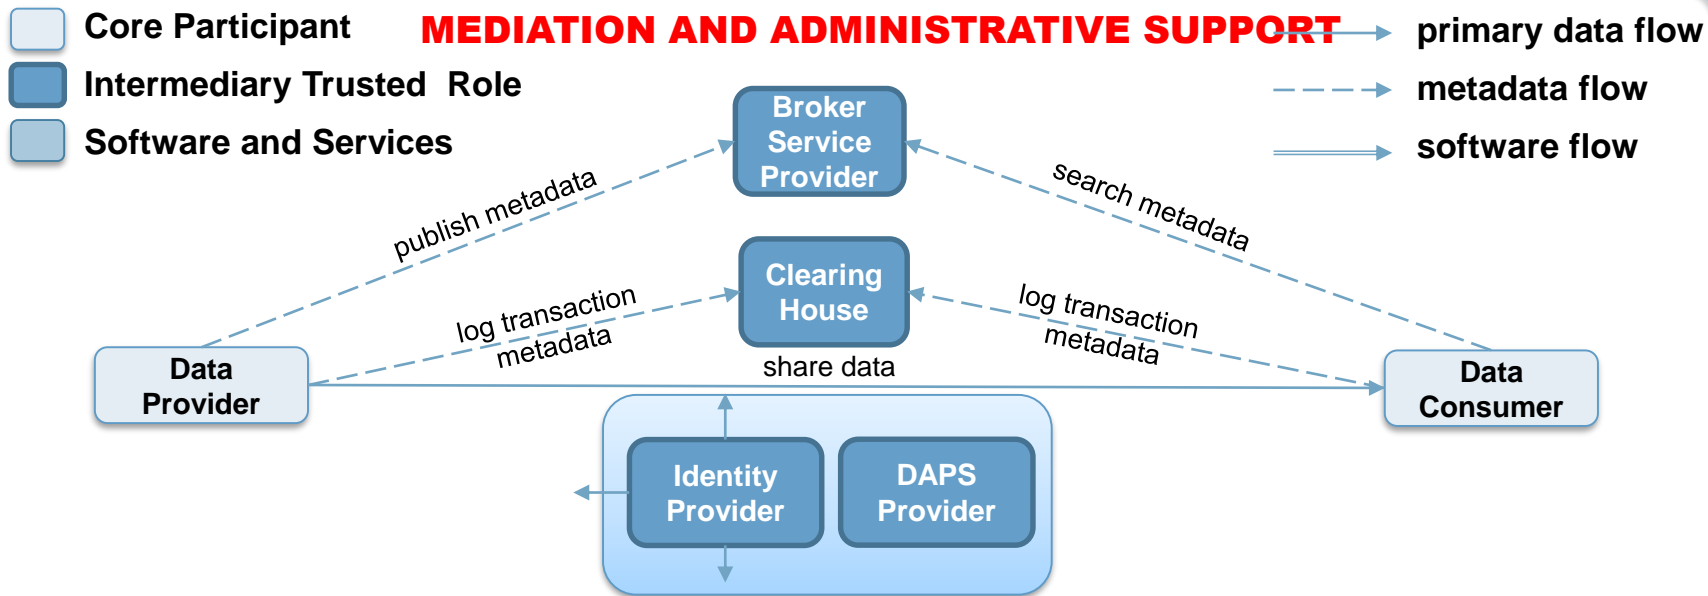 Core Participant
MEDIATION AND ADMINISTRATIVE SUPPORT
primary data flow
Intermediary Trusted Role
metadata flow
Software and Services
software flow
Broker
Service
Provider
publish metadata
search metadata
Clearing
House
log transaction
metadata
log transaction
metadata
share data
Data
Provider
Data
Consumer
Identity
Provider
DAPS
Provider